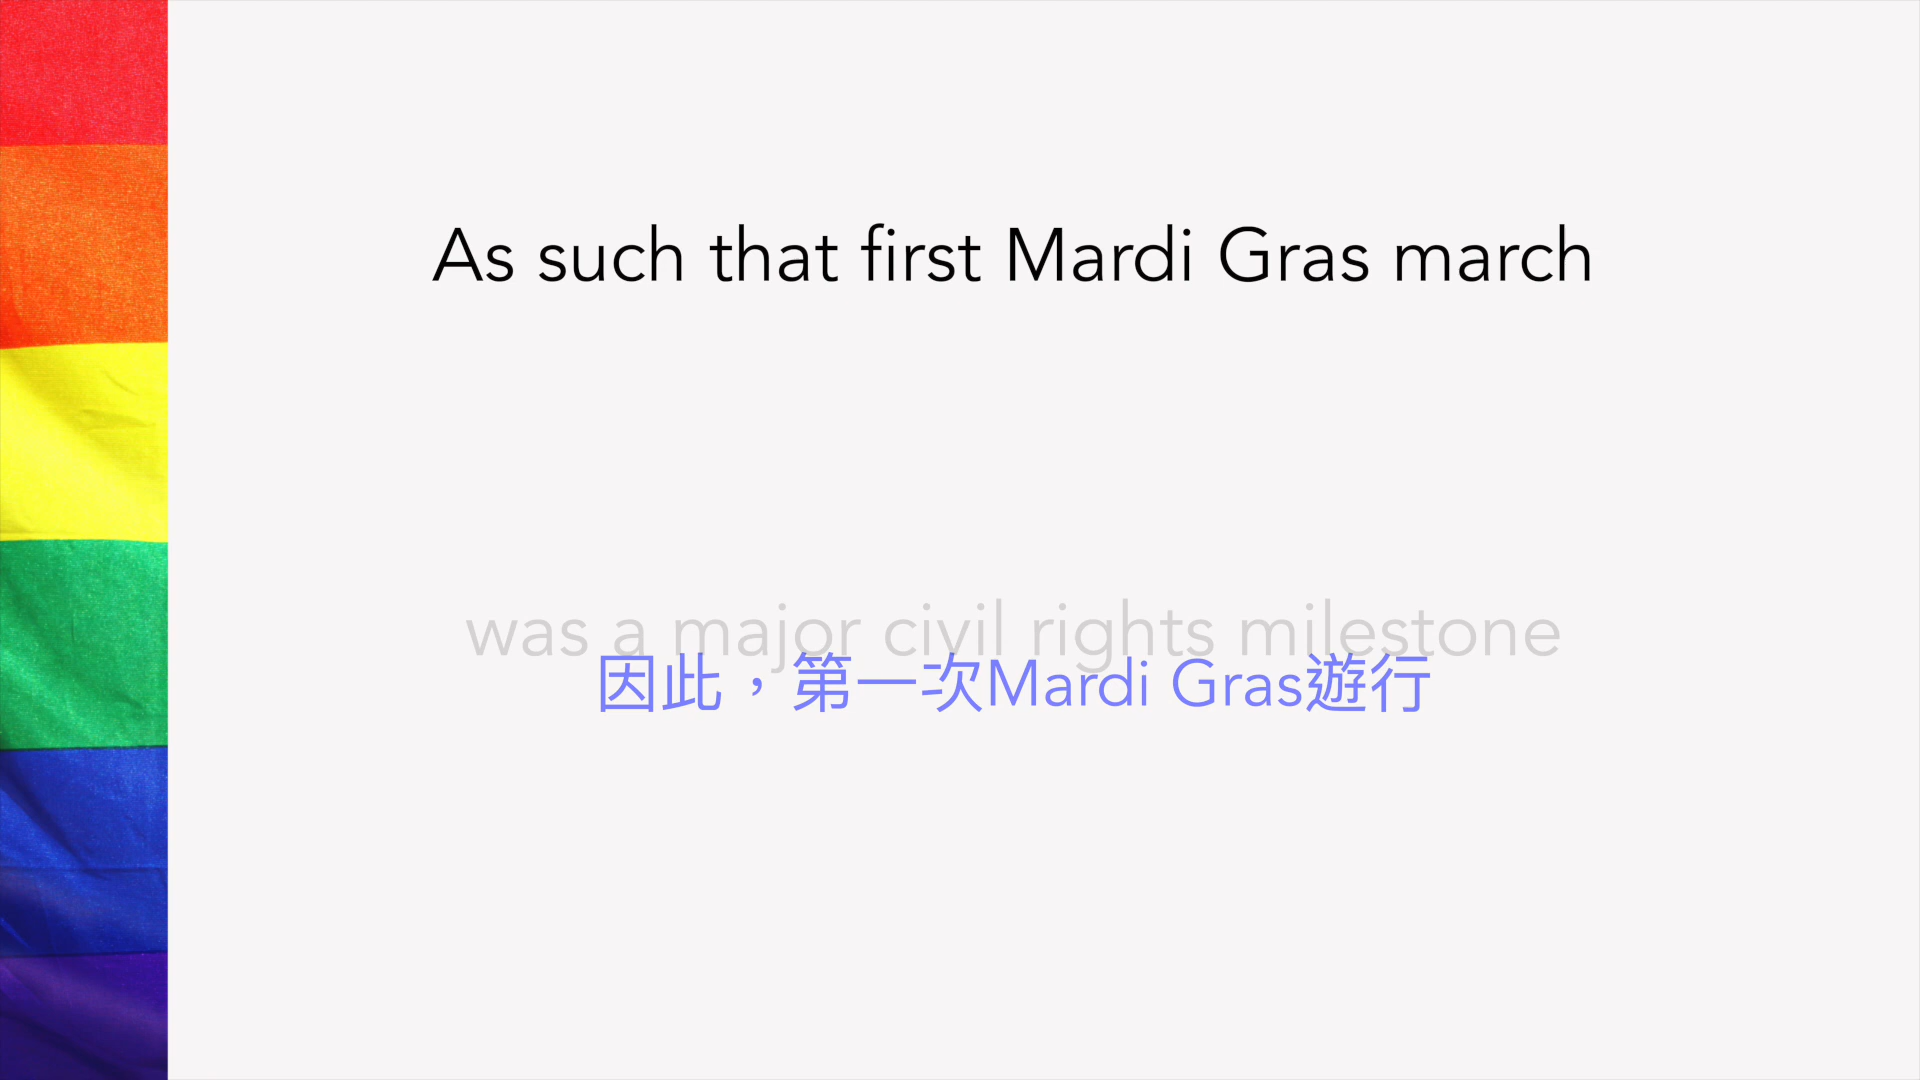 As such that first Mardi Gras march
was a major civil rights milestone
因此，第一次Mardi Gras遊行